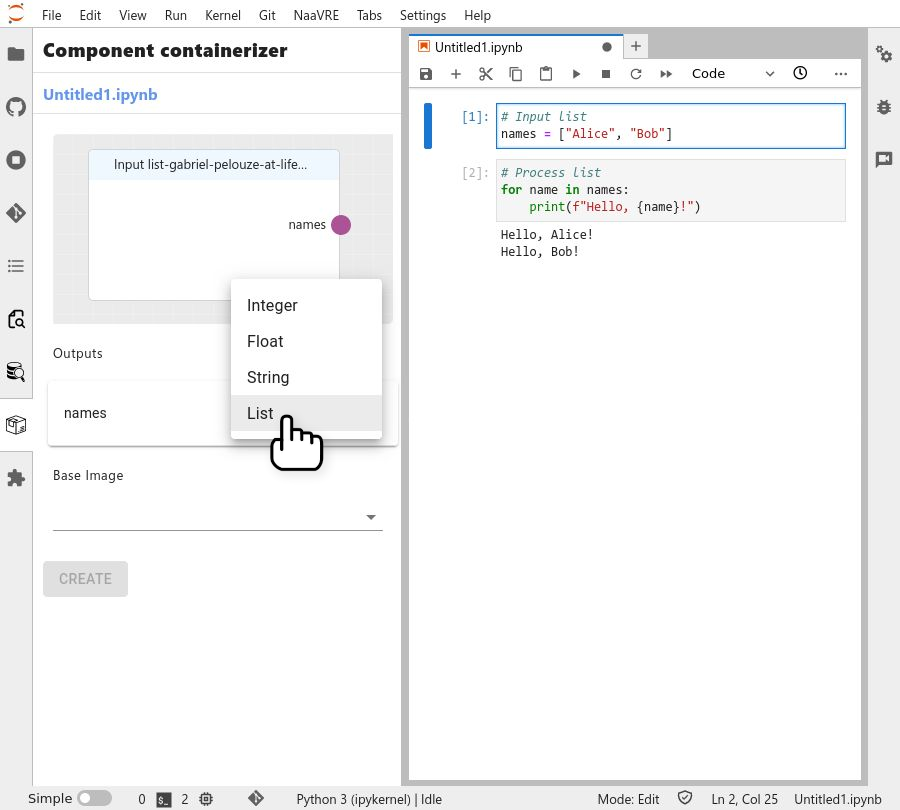 File Edit View Run Kernel Git NaaVRE Tabs Settings Help
Component containerizer
Untitled1.ipynb
Input list-gabriel-pelouze-at-life...
names
Integer
Float
String
List
Outputs
names
Base Image
CREATE
Untitled1.ipynb
Code
[1]:
# Input list
names = ["Alice", "Bob"]
[2]:
# Process list
for name in names:
    print(f"Hello, {name}!")
Hello, Alice!
Hello, Bob!
Simple 0 $_ 2 Python 3 (ipykernel) | Idle Mode: Edit Ln 2, Col 25 Untitled1.ipynb